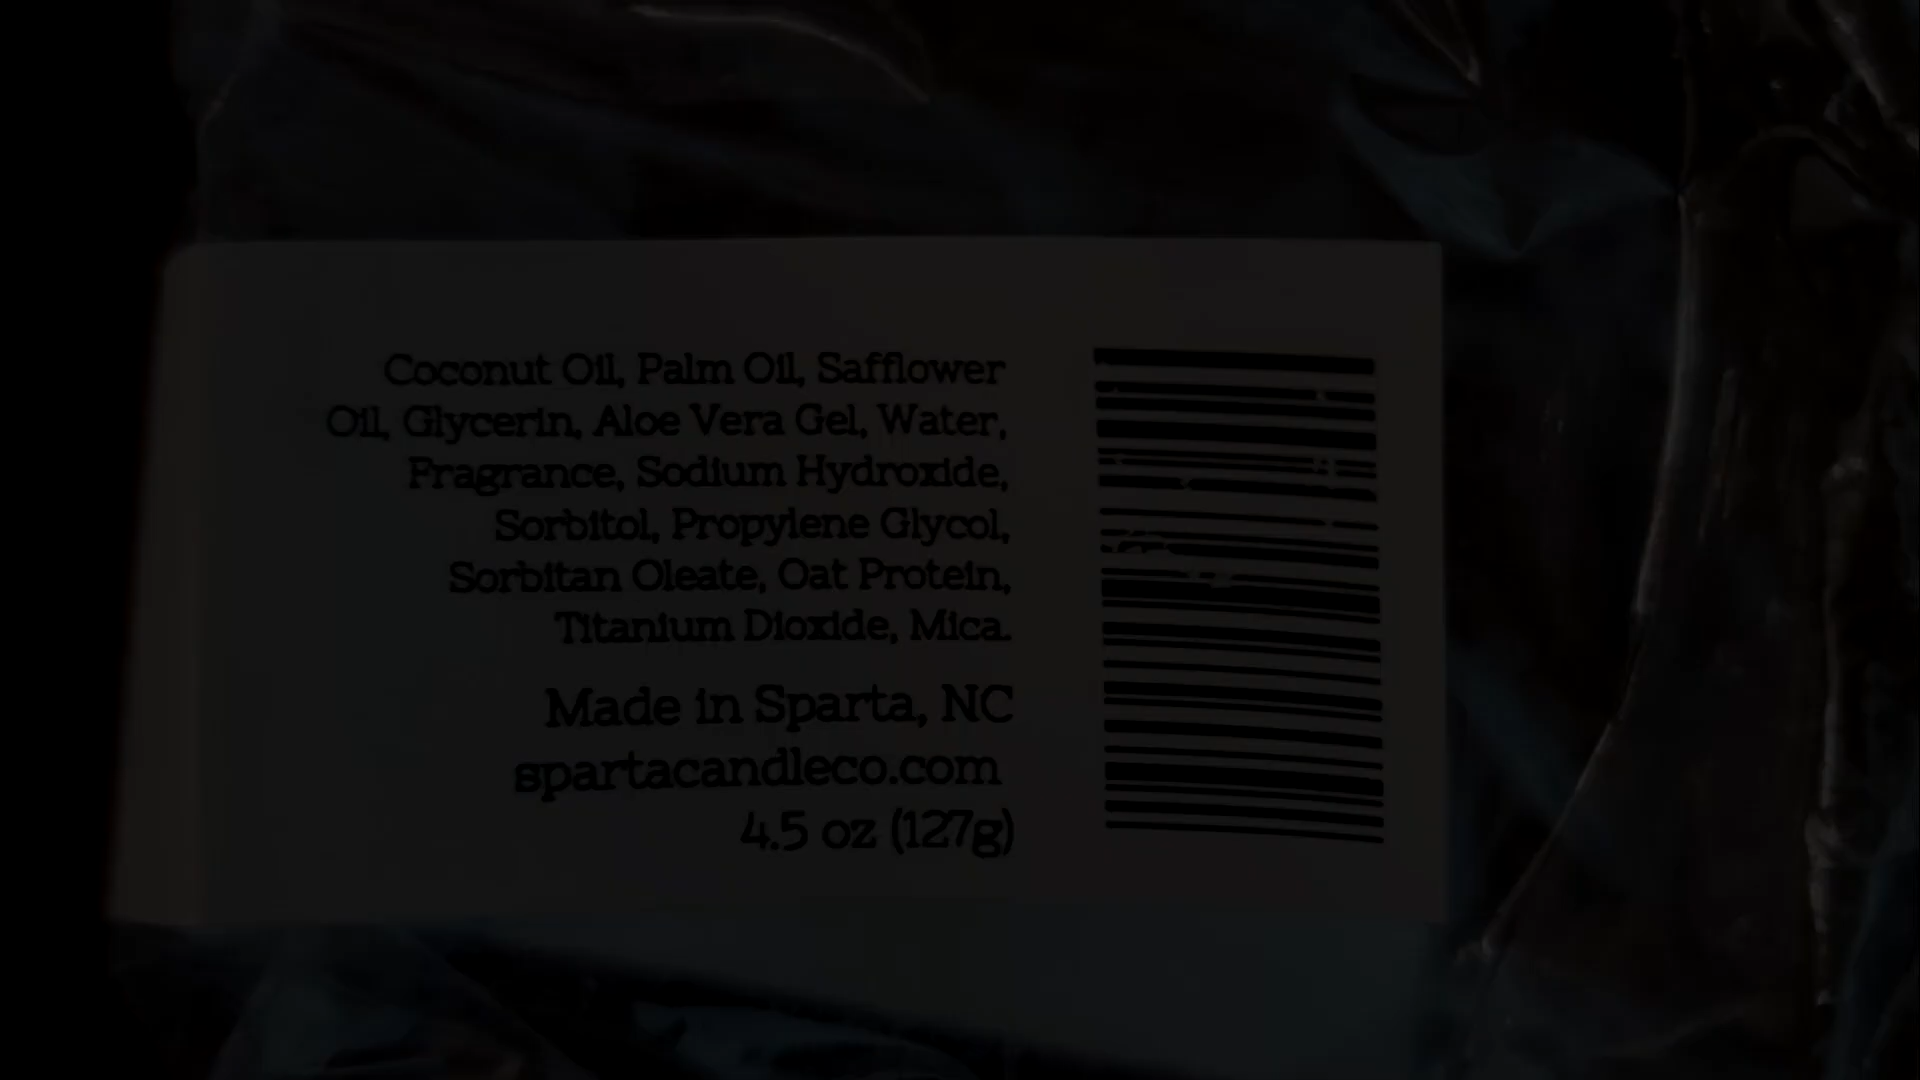 Coconut Oil, Palm Oil, Safflower
Oil, Glycerin, Aloe Vera Gel, Water,
Fragrance, Sodium Hydroxide,
Sorbitol, Propylene Glycol,
Sorbitan Oleate, Oat Protein,
Titanium Dioxide, Mica.
Made in Sparta, NC
spartacandleco.com
4.5 oz (127g)